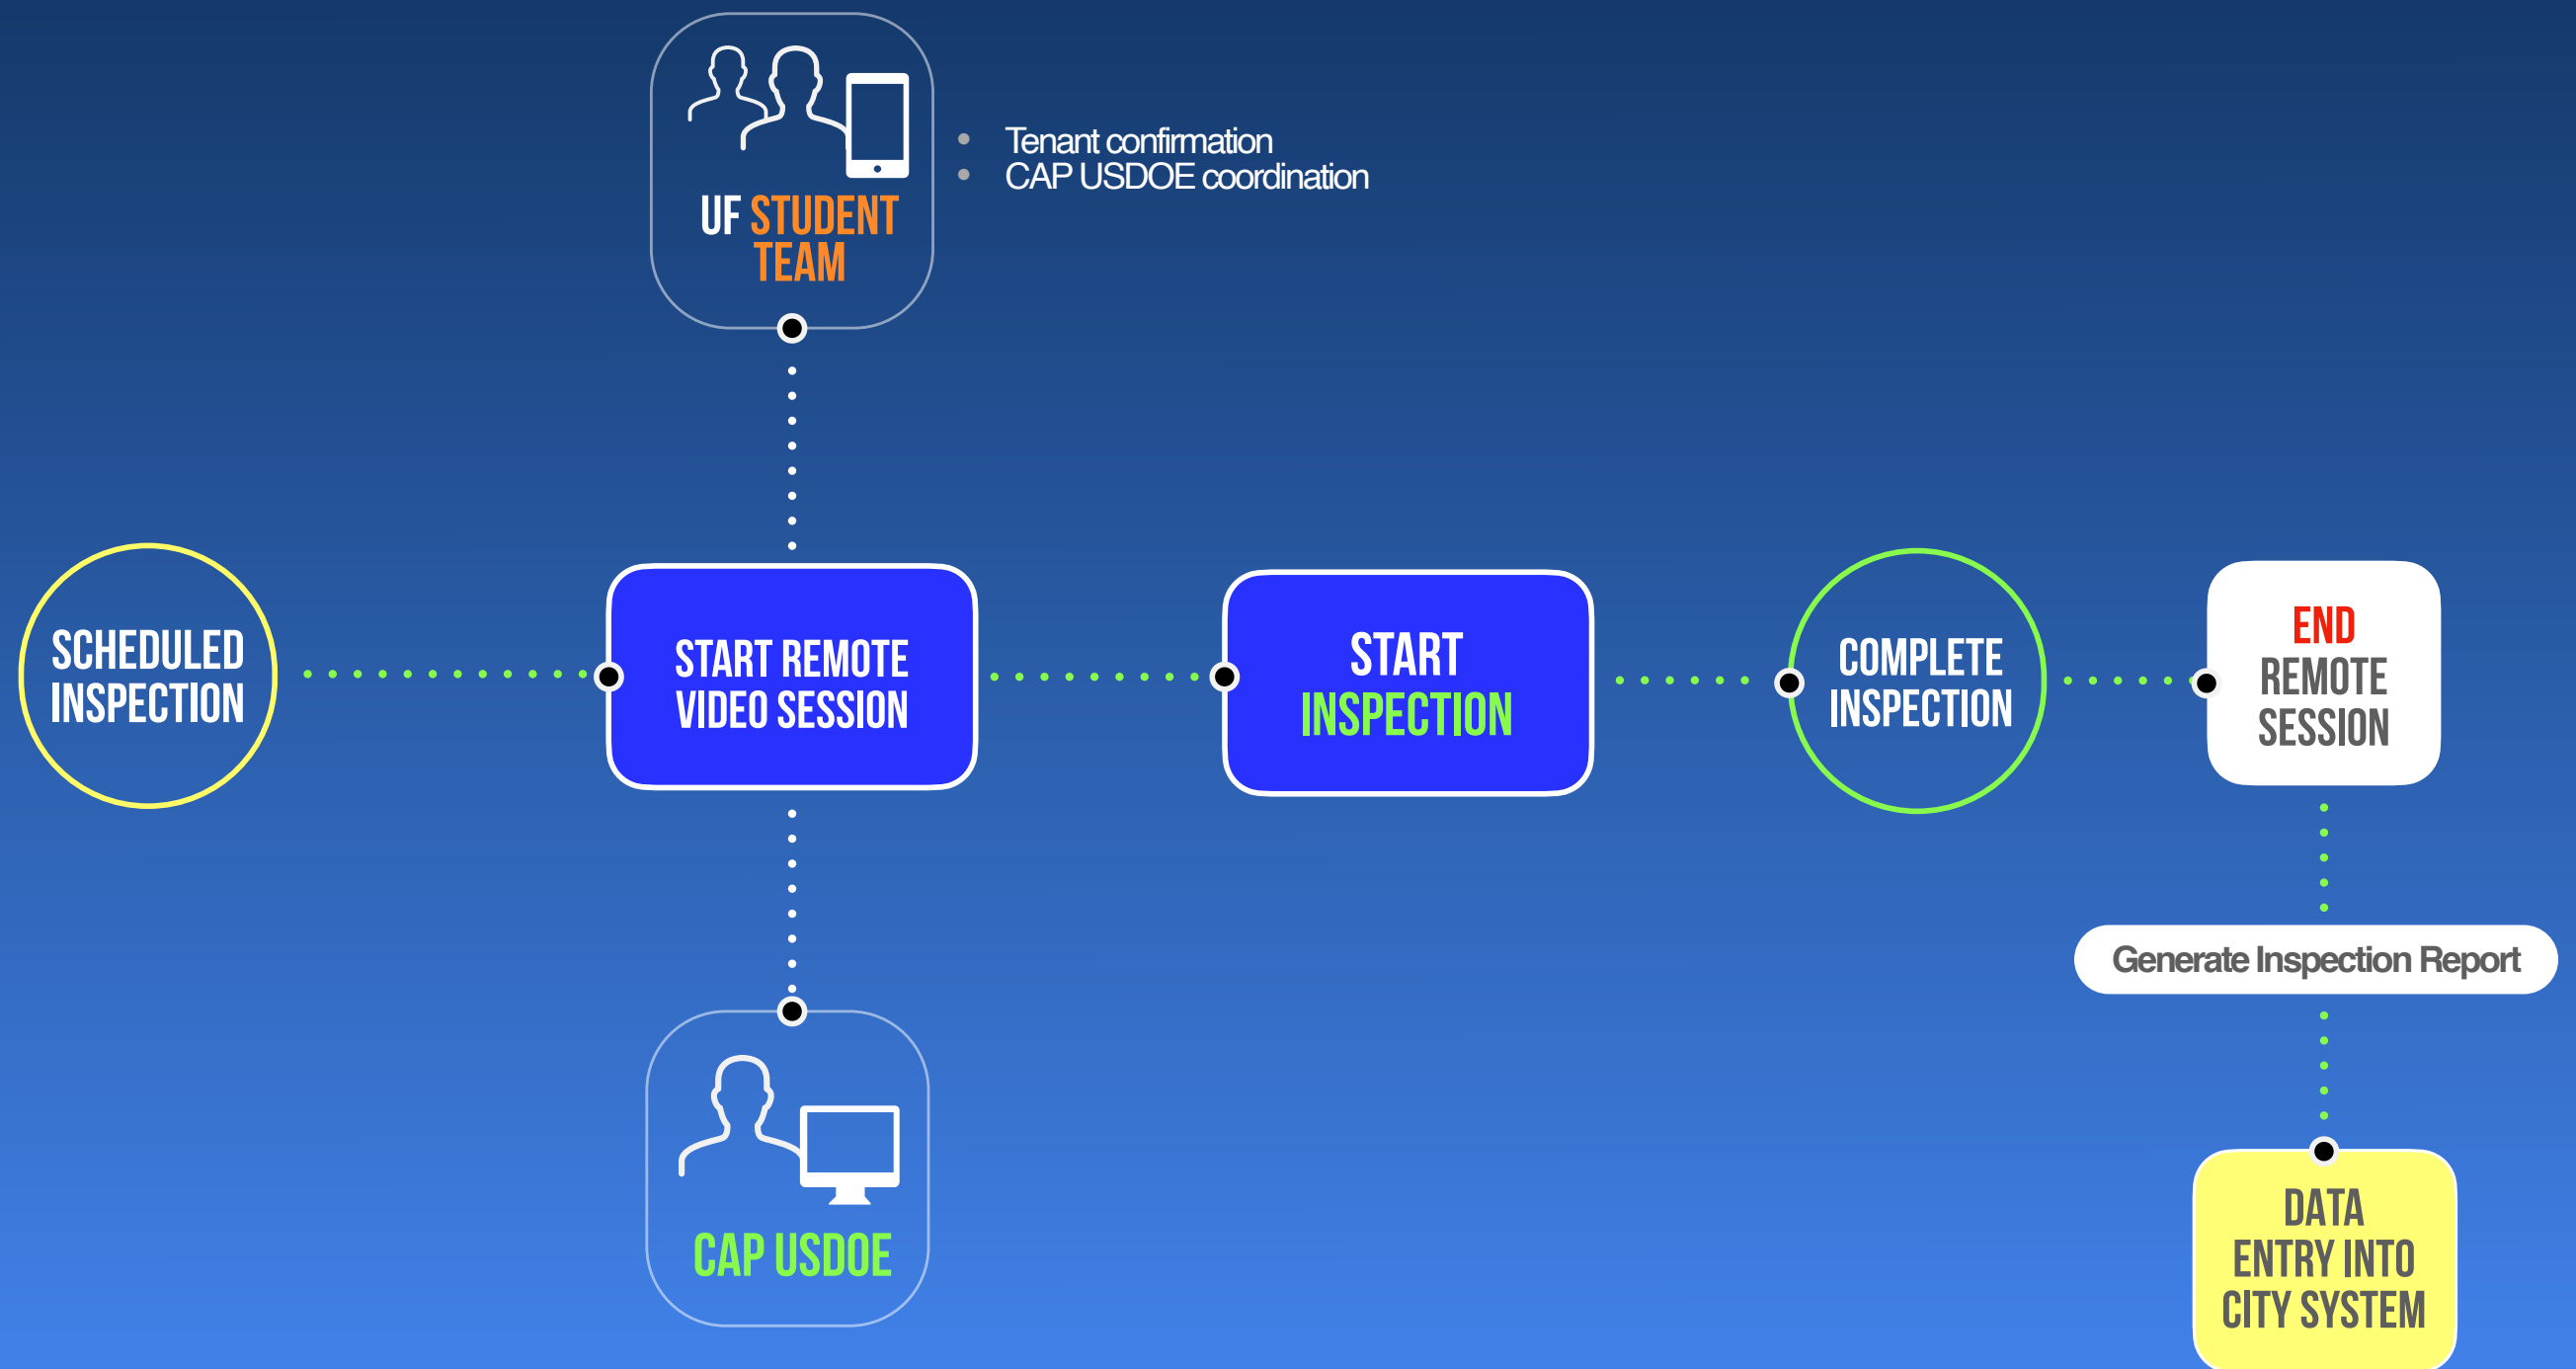 UF STUDENT
TEAM
Tenant confirmation
CAP USDOE coordination
SCHEDULED
INSPECTION
START REMOTE
VIDEO SESSION
START
INSPECTION
COMPLETE
INSPECTION
END
REMOTE
SESSION
Generate Inspection Report
CAP USDOE
DATA
ENTRY INTO
CITY SYSTEM